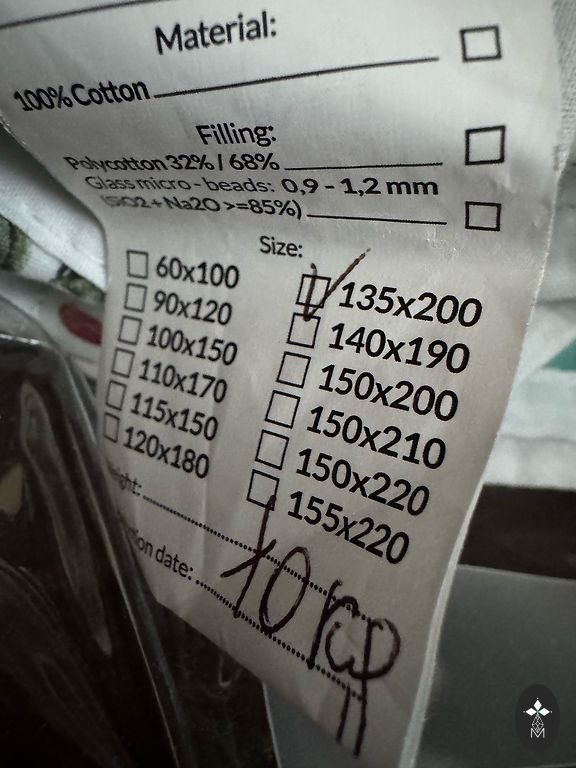 Material:
100% Cotton
Filling:
Polycotton 32% / 68%
Glass micro - beads: 0,9 - 1,2 mm
(SiO2 + Na2O >=85%)
Size:
60x100
90x120
100x150
110x170
115x150
120x180
135x200
140x190
150x200
150x210
150x220
155x220
date:
10